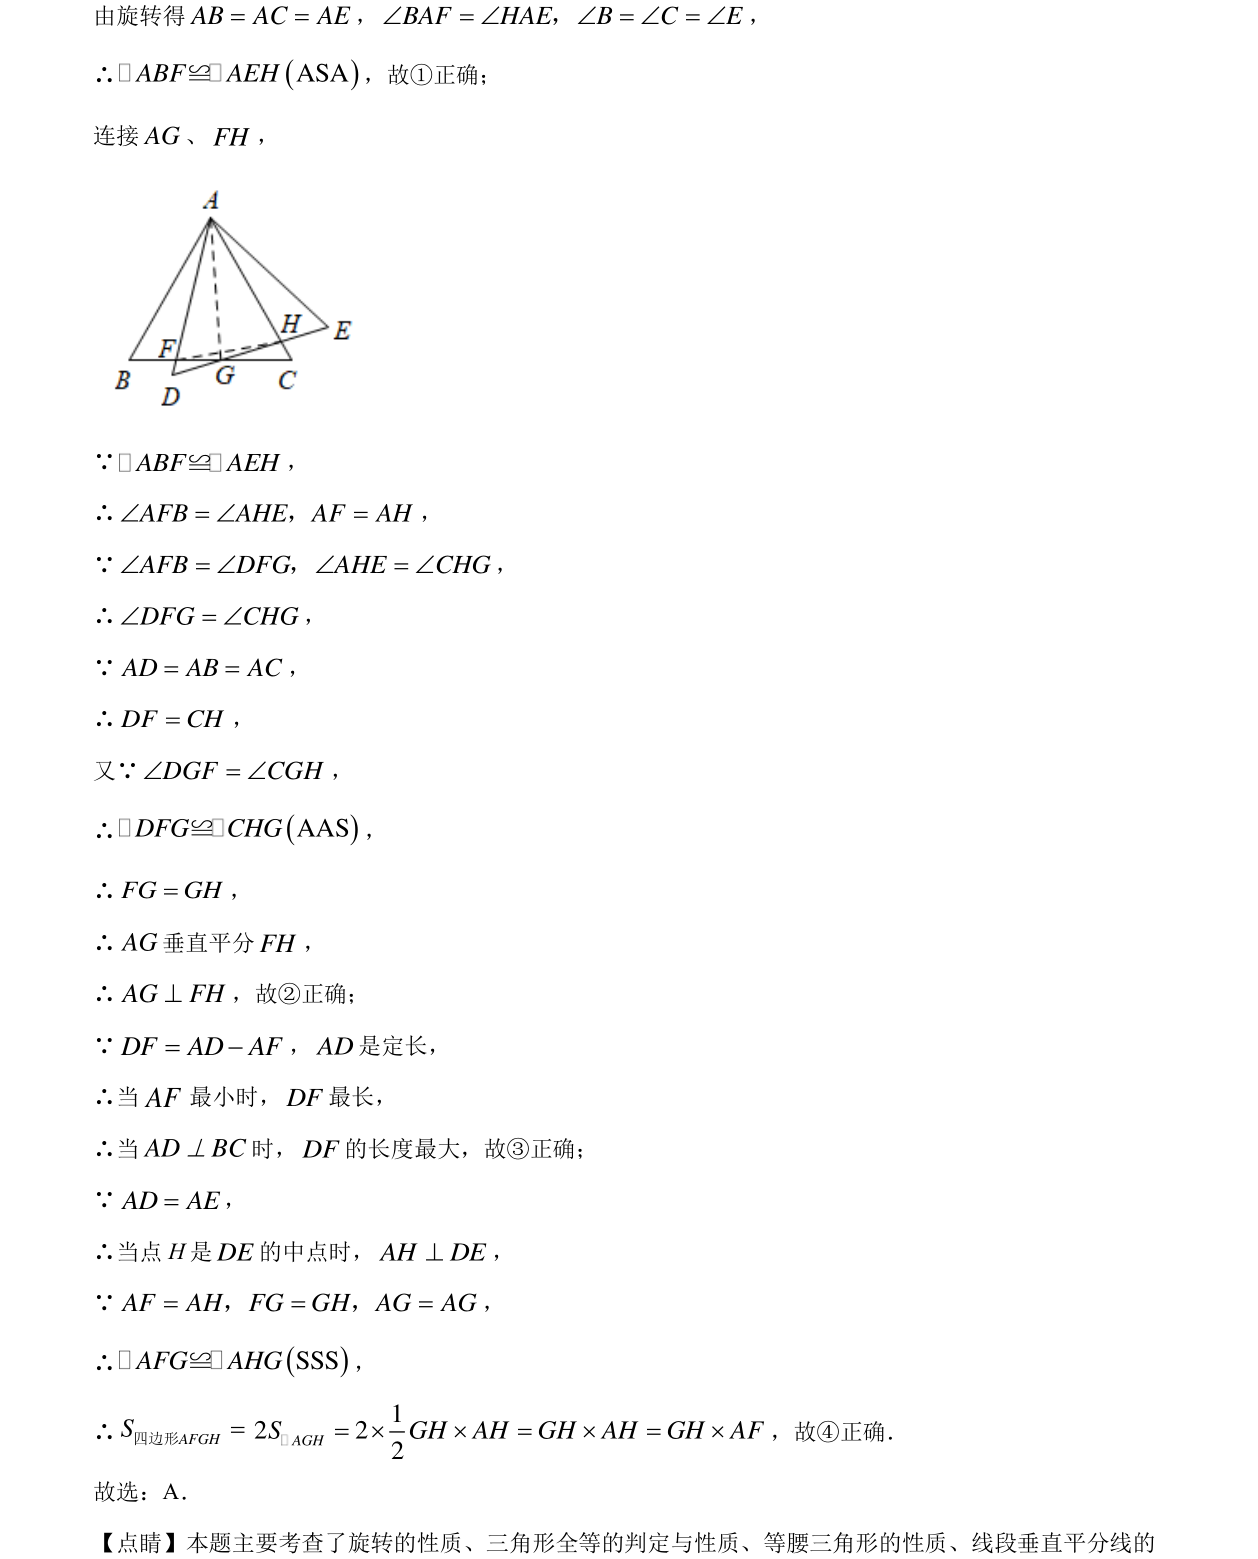 由旋转得 AB = AC = AE，∠BAF = ∠HAE，∠B = ∠C = ∠E，
∴□ ABF≌□ AEH (ASA)，故①正确；
连接 AG 、 FH ，
A
H
E
F
B
D
G
C
∵□ ABF≌□ AEH ，
∴ ∠AFB = ∠AHE，AF = AH ，
∵ ∠AFB = ∠DFG，∠AHE = ∠CHG ，
∴ ∠DFG = ∠CHG ，
∵ AD = AB = AC ，
∴ DF = CH ，
又∵ ∠DGF = ∠CGH ，
∴□ DFG≌□ CHG (AAS)，
∴ FG = GH ，
∴ AG 垂直平分 FH ，
∴ AG ⊥ FH ，故②正确；
∵ DF = AD − AF ， AD 是定长，
∴当 AF 最小时， DF 最长，
∴当 AD ⊥ BC 时， DF 的长度最大，故③正确；
∵ AD = AE，
∴当点 H 是 DE 的中点时， AH ⊥ DE ，
∵ AF = AH，FG = GH，AG = AG ，
∴□ AFG≌□ AHG (SSS)，
∴ S四边形AFGH = 2S□ AGH = 2× 1/2 GH × AH = GH × AH = GH × AF ，故④正确．
故选：A．
【点睛】本题主要考查了旋转的性质、三角形全等的判定与性质、等腰三角形的性质、线段垂直平分线的